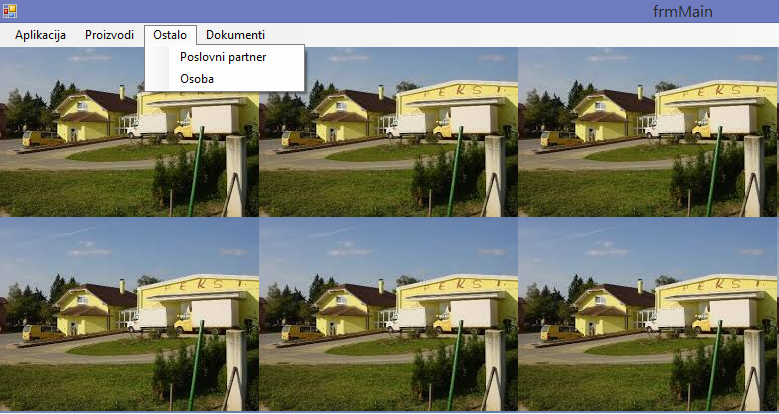 frmMain
Aplikacija Proizvodi Ostalo Dokumenti
Poslovni partner
Osoba